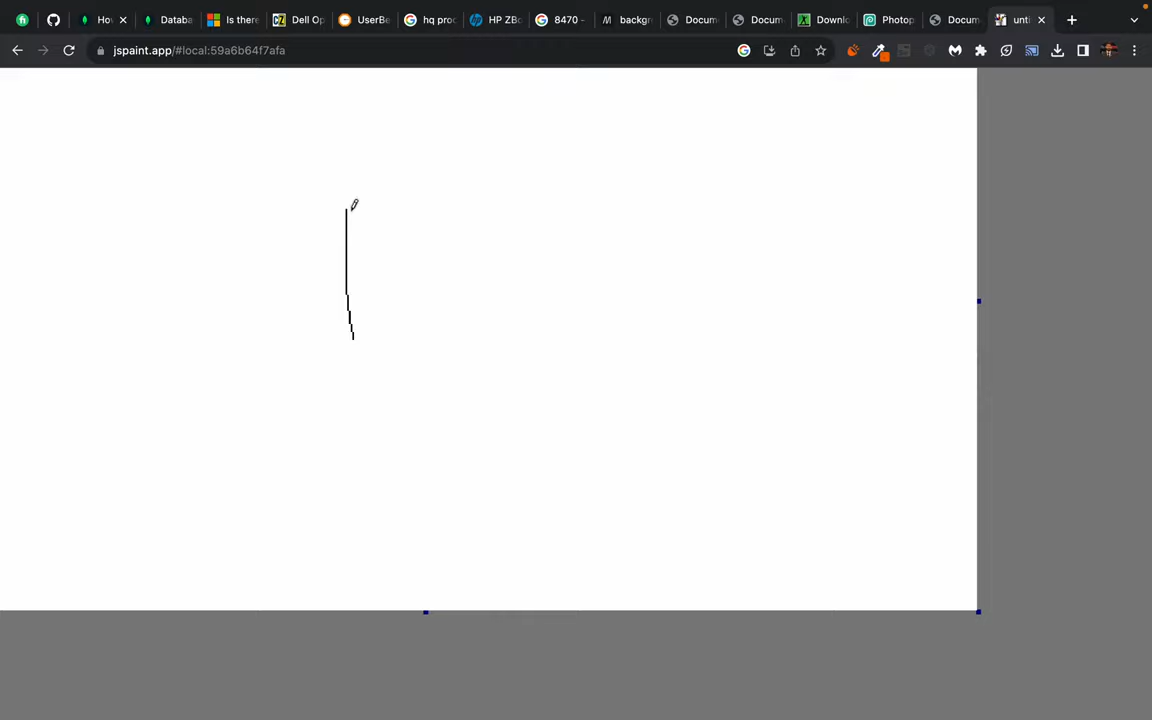 How
Databa
Is there
Dell Op
UserBe
hq proc
HP ZBo
8470 -
backgr
Docum
Docum
Downlo
Photop
Docum
unti
jspaint.app/#local:59a6b64f7afa